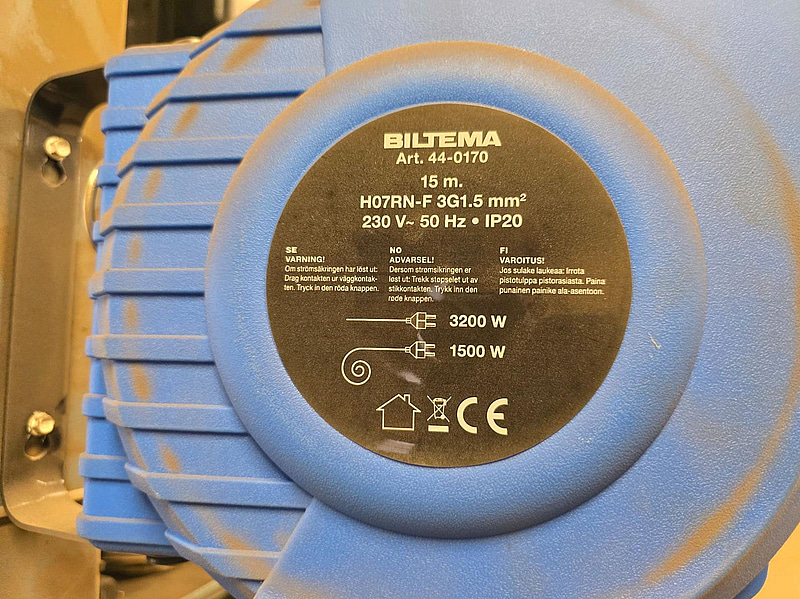 BILTEMA
Art. 44-0170
15 m.
H07RN-F 3G1.5 mm²
230 V~ 50 Hz • IP20
SE
VARNING!
Om strömsäkringen har löst ut:
Drag kontakten ur väggkontak-
ten. Tryck in den röda knappen.
NO
ADVARSEL!
Dersom strømsikringen er
løst ut: Trekk støpselet ut av
stikkontakten. Trykk inn den
røde knappen.
FI
VAROITUS!
Jos sulake laukeaa: Irrota
pistotulppa pistorasiasta. Paina
punainen painike ala-asentoon.
3200 W
1500 W
CE